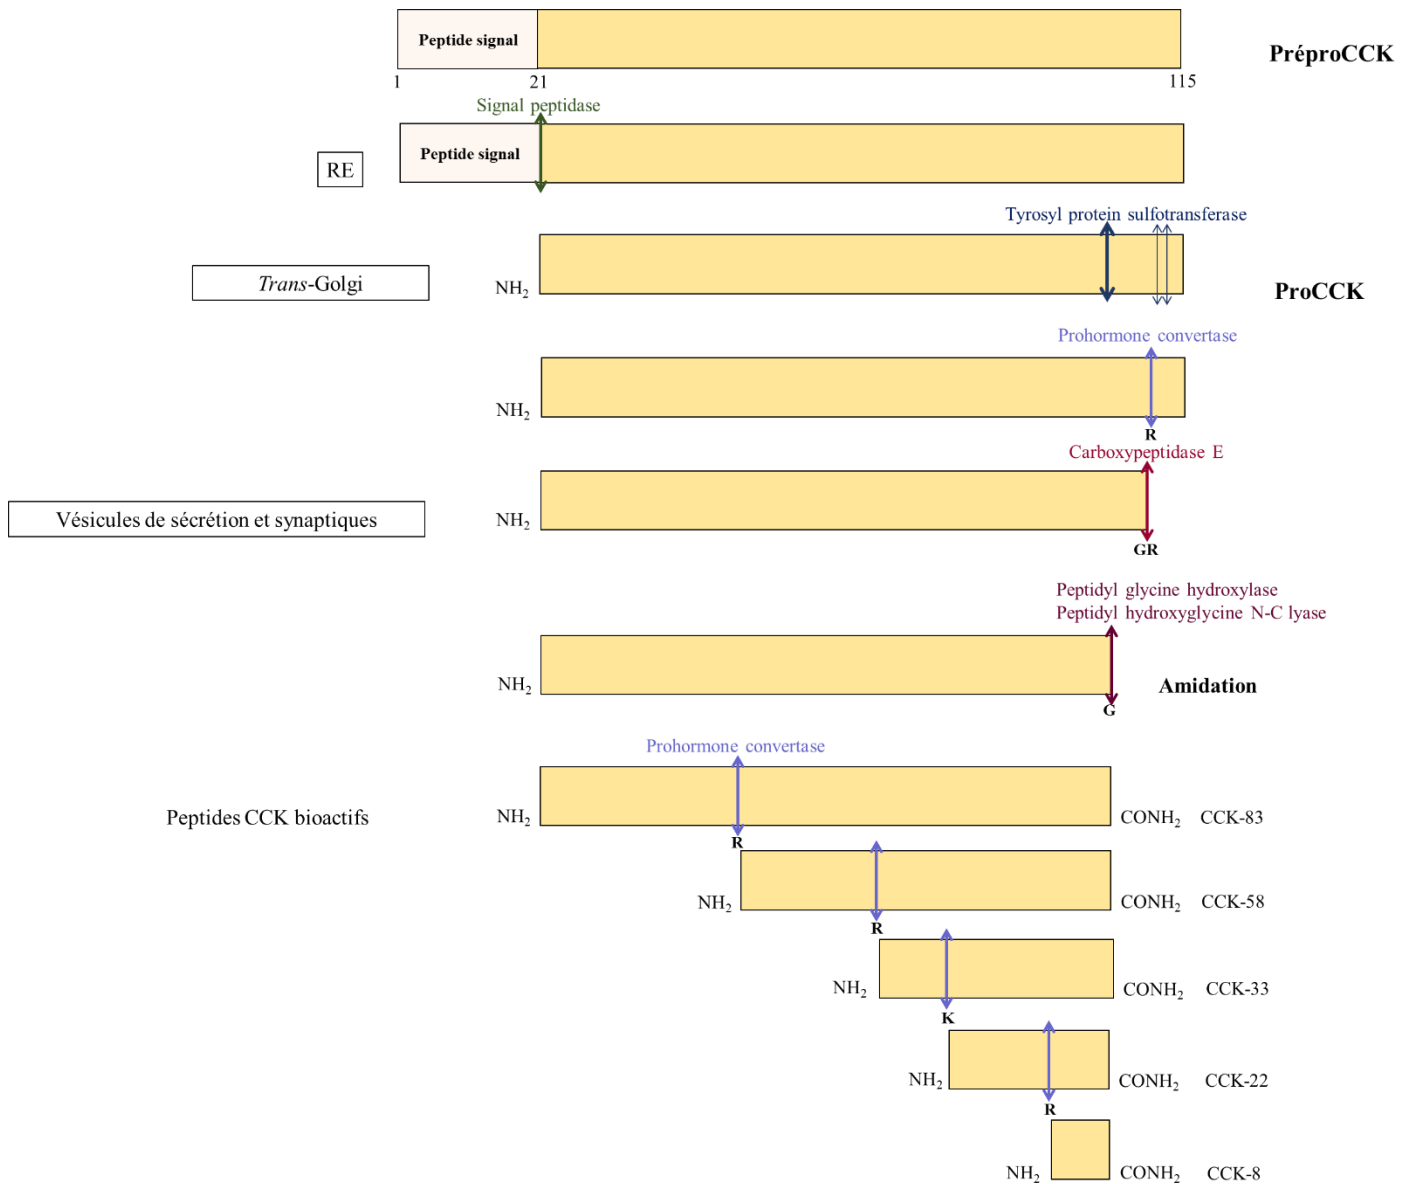 Peptide signal
PréproCCK
1
21
115
Signal peptidase
Peptide signal
RE
Tyrosyl protein sulfotransferase
Trans-Golgi
NH₂
ProCCK
Prohormone convertase
NH₂
R
Carboxypeptidase E
Vésicules de sécrétion et synaptiques
NH₂
GR
Peptidyl glycine hydroxylase
Peptidyl hydroxyglycine N-C lyase
NH₂
Amidation
G
Prohormone convertase
Peptides CCK bioactifs
NH₂
CONH₂ CCK-83
R
NH₂
CONH₂ CCK-58
R
NH₂
CONH₂ CCK-33
K
NH₂
CONH₂ CCK-22
R
NH₂
CONH₂ CCK-8